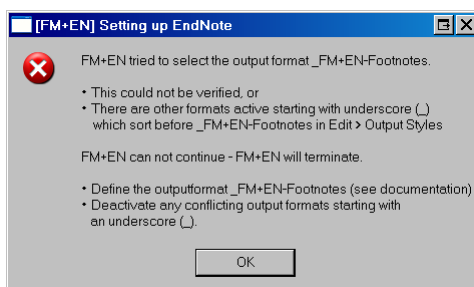 [FM+EN] Setting up EndNote
FM+EN tried to select the output format _FM+EN-Footnotes.
• This could not be verified, or
• There are other formats active starting with underscore (_)
which sort before _FM+EN-Footnotes in Edit > Output Styles
FM+EN can not continue - FM+EN will terminate.
• Define the outputformat _FM+EN-Footnotes (see documentation)
• Deactivate any conflicting output formats starting with
an underscore (_).
OK